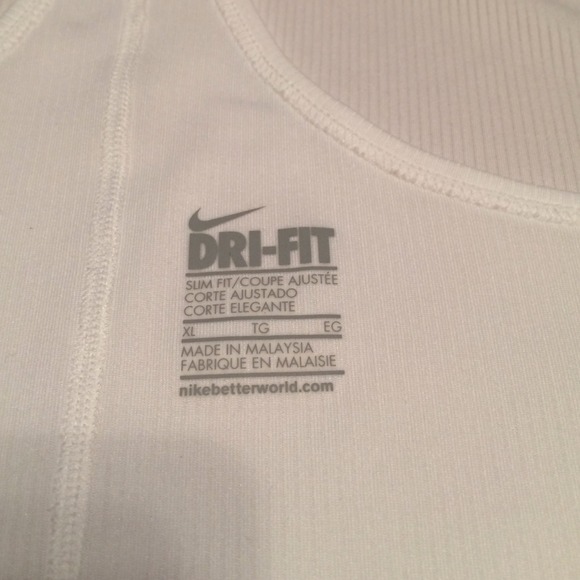 DRI-FIT
SLIM FIT/COUPE AJUSTÉE
CORTE AJUSTADO
CORTE ELEGANTE
XL TG EG
MADE IN MALAYSIA
FABRIQUE EN MALAISIE
nikebetterworld.com